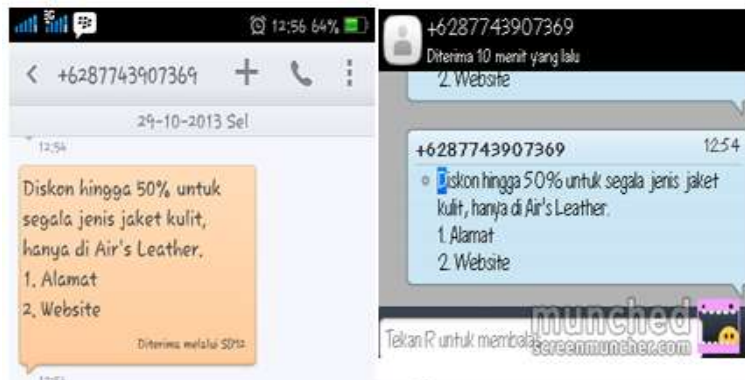 12:56 64%
+6287743907369
29-10-2013 Sel
12:54
Diskon hingga 50% untuk
segala jenis jaket kulit,
hanya di Air's Leather.
1. Alamat
2. Website
Diterima melalui SIM2
+6287743907369
Diterima 10 menit yang lalu
2. Website
+6287743907369 12:54
Diskon hingga 50% untuk segala jenis jaket
kulit, hanya di Air's Leather.
1. Alamat
2. Website
Tekan R untuk membalas
munched
screenmuncher.com